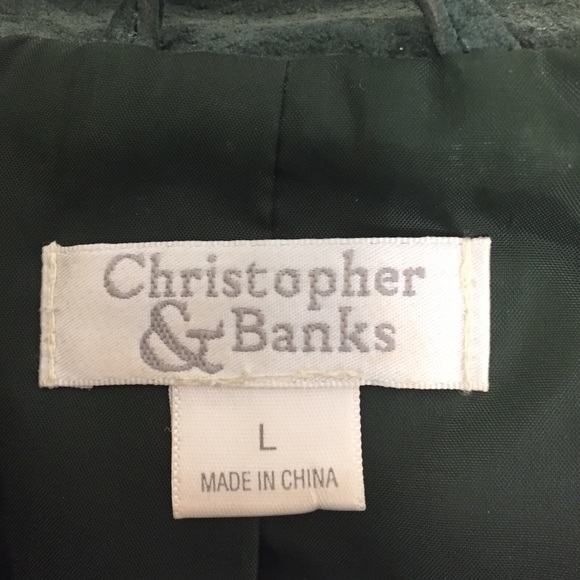 Christopher
& Banks
L
MADE IN CHINA